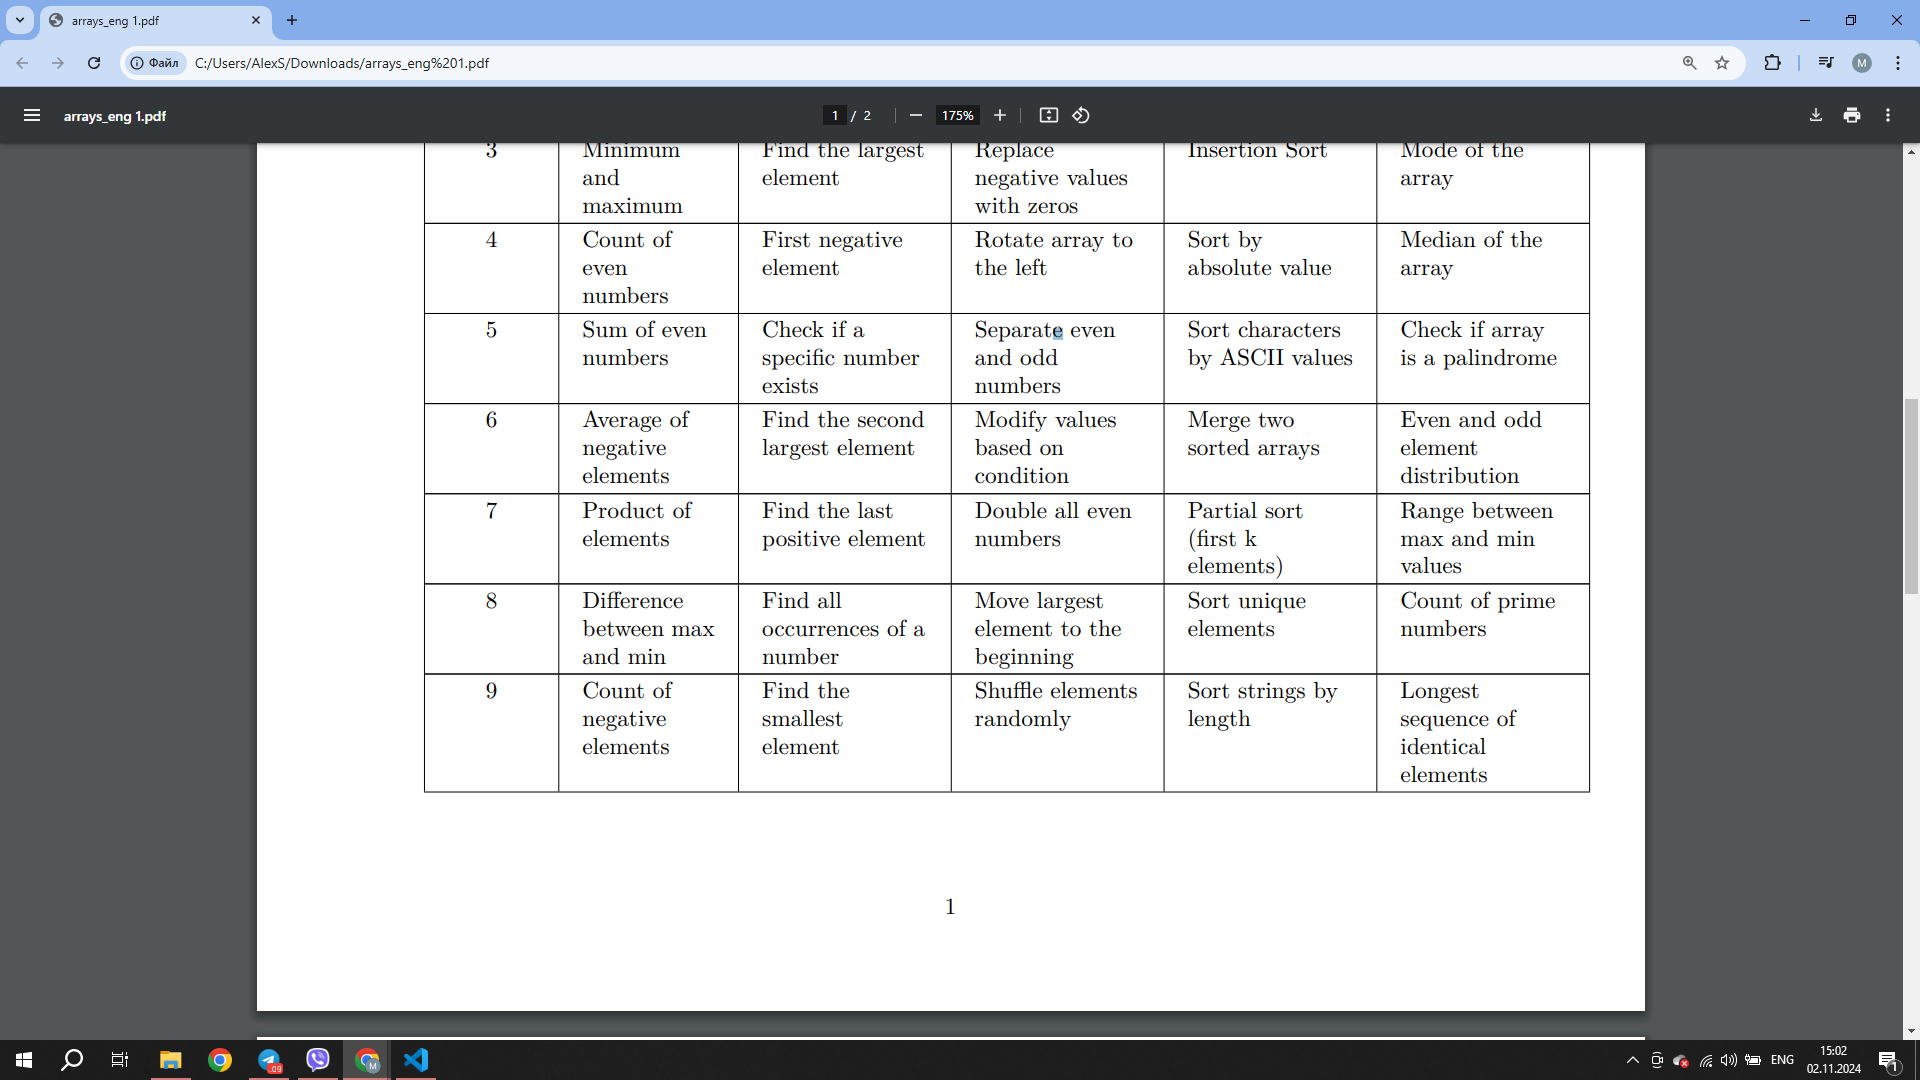 arrays_eng 1.pdf
Файл
C:/Users/AlexS/Downloads/arrays_eng%201.pdf
M
arrays_eng 1.pdf
1 / 2
175%
3
Minimum
and
maximum
Find the largest
element
Replace
negative values
with zeros
Insertion Sort
Mode of the
array
4
Count of
even
numbers
First negative
element
Rotate array to
the left
Sort by
absolute value
Median of the
array
5
Sum of even
numbers
Check if a
specific number
exists
Separate even
and odd
numbers
Sort characters
by ASCII values
Check if array
is a palindrome
6
Average of
negative
elements
Find the second
largest element
Modify values
based on
condition
Merge two
sorted arrays
Even and odd
element
distribution
7
Product of
elements
Find the last
positive element
Double all even
numbers
Partial sort
(first k
elements)
Range between
max and min
values
8
Difference
between max
and min
Find all
occurrences of a
number
Move largest
element to the
beginning
Sort unique
elements
Count of prime
numbers
9
Count of
negative
elements
Find the
smallest
element
Shuffle elements
randomly
Sort strings by
length
Longest
sequence of
identical
elements
1
.09
M
ENG
15:02
02.11.2024
1